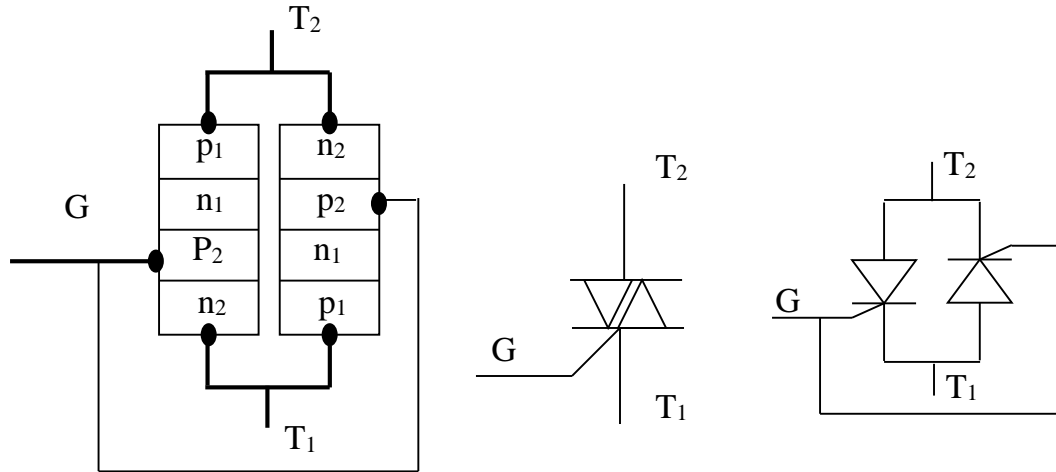 T₂
p₁ n₂
G n₁ p₂
P₂ n₁
n₂ p₁
T₁
T₂
G
T₁
T₂
G
T₁